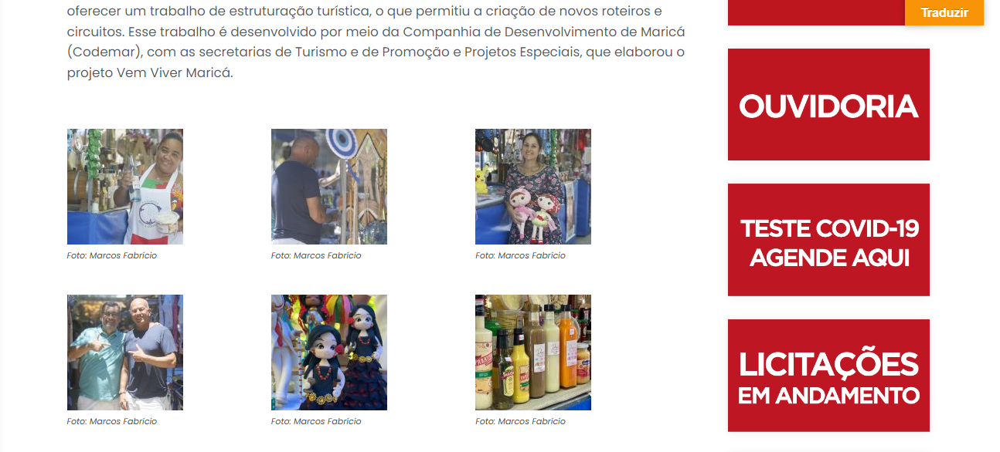 oferecer um trabalho de estruturação turística, o que permitiu a criação de novos roteiros e
circuitos. Esse trabalho é desenvolvido por meio da Companhia de Desenvolvimento de Maricá
(Codemar), com as secretarias de Turismo e de Promoção e Projetos Especiais, que elaborou o
projeto Vem Viver Maricá.
Foto: Marcos Fabrício
Foto: Marcos Fabrício
Foto: Marcos Fabrício
Foto: Marcos Fabrício
Foto: Marcos Fabrício
Foto: Marcos Fabrício
Traduzir
OUVIDORIA
TESTE COVID-19
AGENDE AQUI
LICITAÇÕES
EM ANDAMENTO